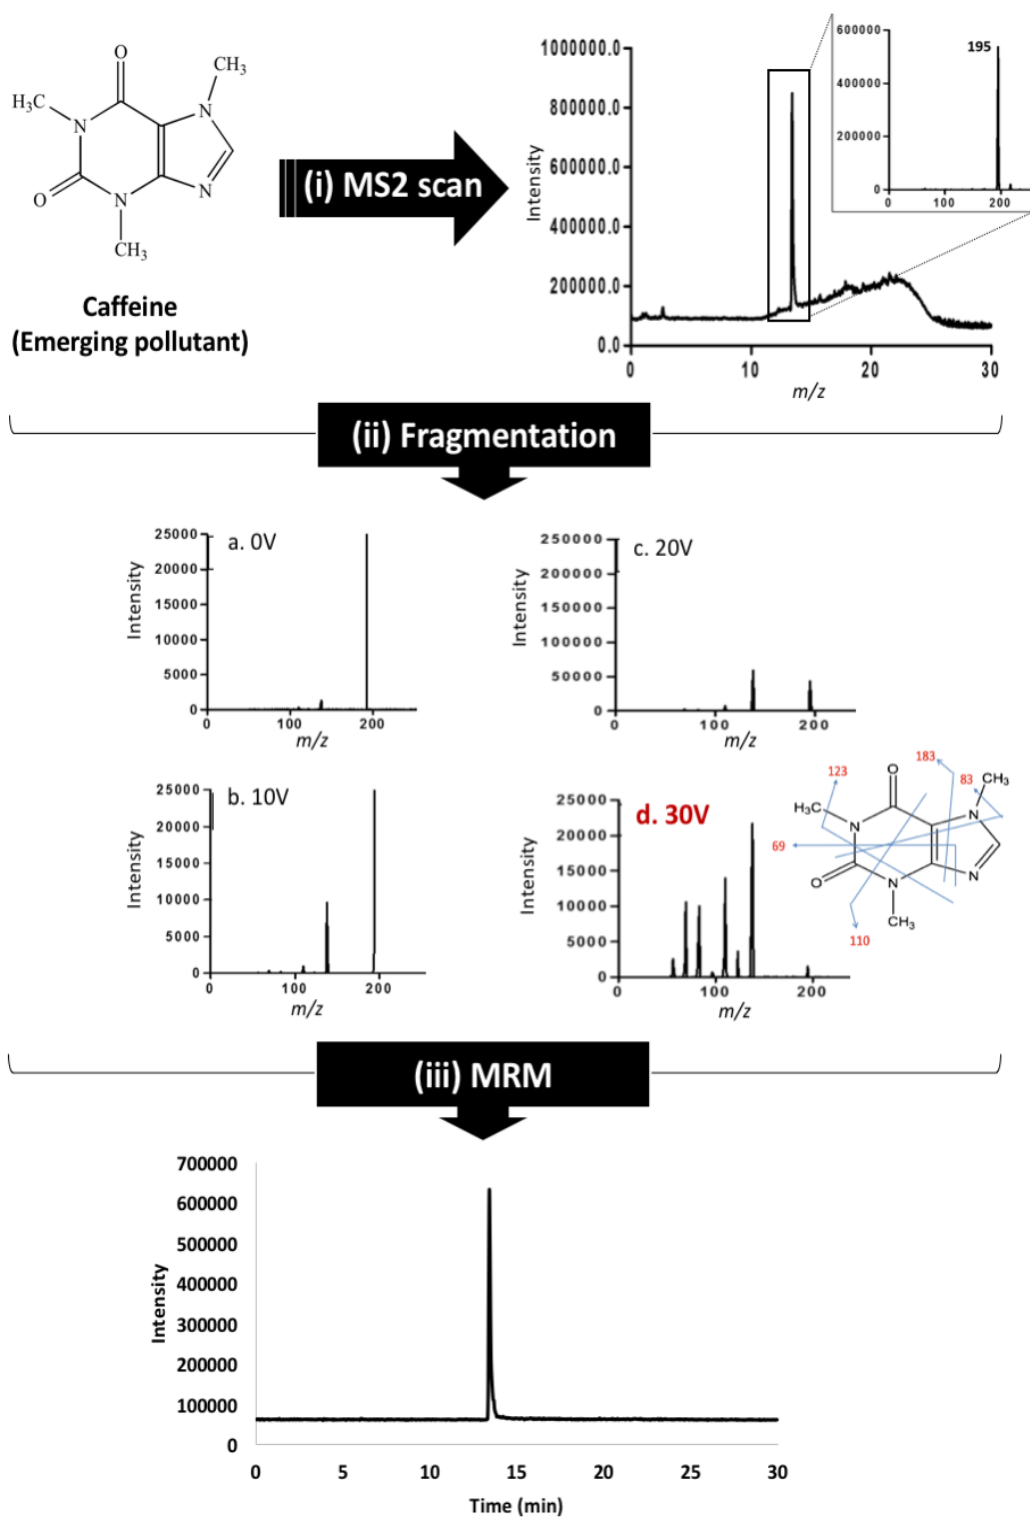 O
CH₃
H₃C
N
N
O
N
N
CH₃
Caffeine
(Emerging pollutant)
(i) MS2 scan
Intensity
1000000.0
800000.0
600000.0
400000.0
200000.0
0.0
0 10 20 30
m/z
600000
400000
200000
0
195
0 100 200
(ii) Fragmentation
a. 0V
Intensity
25000
20000
15000
10000
5000
0
0 100 200
m/z
c. 20V
Intensity
250000
200000
150000
100000
50000
0
0 100 200
m/z
b. 10V
Intensity
25000
20000
15000
10000
5000
0
0 100 200
m/z
d. 30V
Intensity
25000
20000
15000
10000
5000
0
0 100 200
m/z
123
183
83
69
110
O
CH₃
H₃C
N
N
O
N
N
CH₃
(iii) MRM
Intensity
700000
600000
500000
400000
300000
200000
100000
0
0 5 10 15 20 25 30
Time (min)